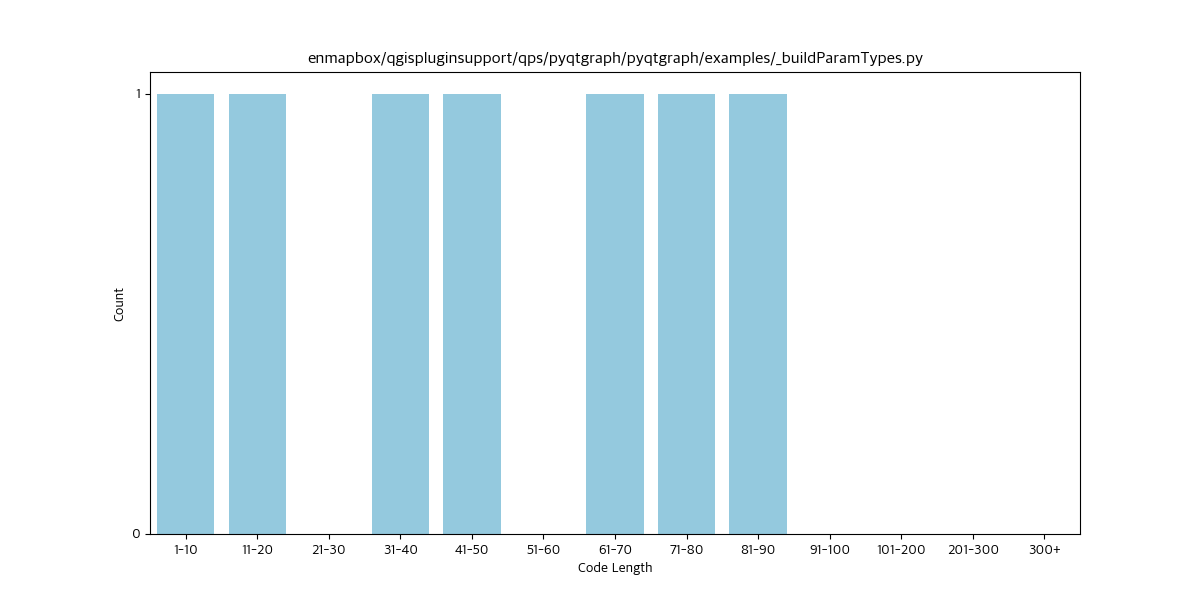 enmapbox/qgispluginsupport/qps/pyqtgraph/pyqtgraph/examples/_buildParamTypes.py
1
0
Count
1-10 11-20 21-30 31-40 41-50 51-60 61-70 71-80 81-90 91-100 101-200 201-300 300+
Code Length